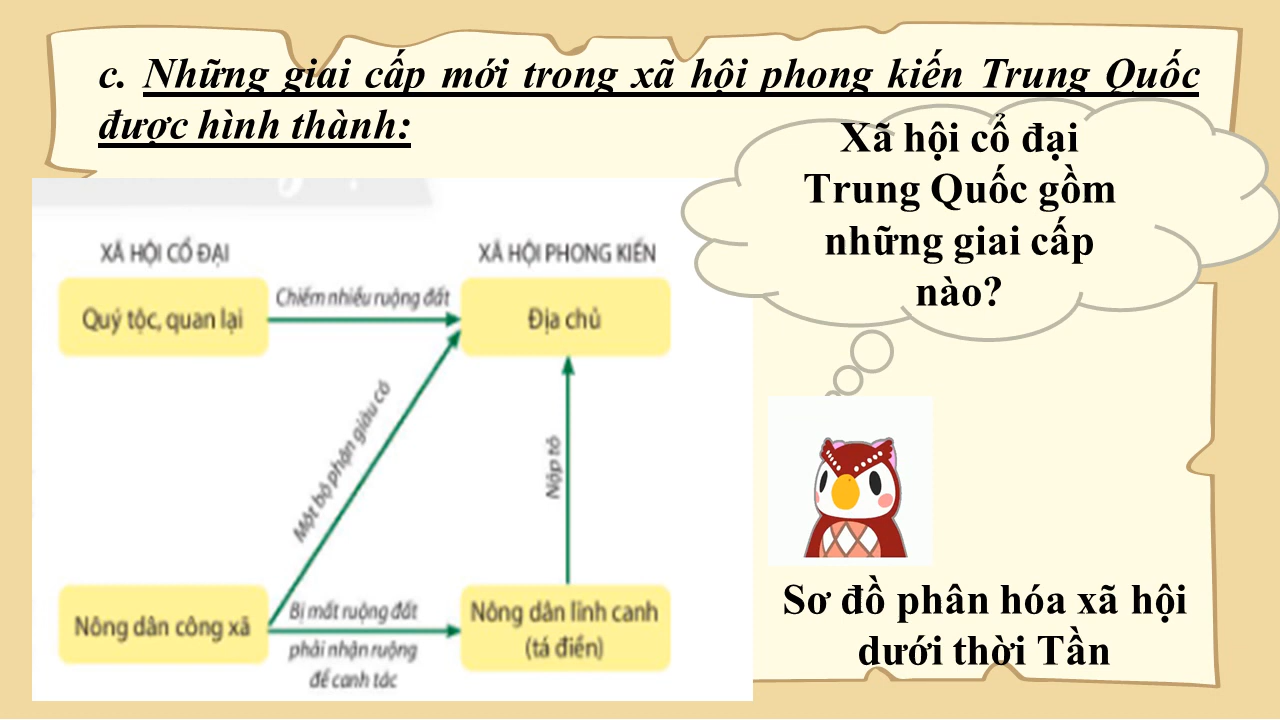 c. Những giai cấp mới trong xã hội phong kiến Trung Quốc
được hình thành:
Xã hội cổ đại
Trung Quốc gồm
những giai cấp
nào?
XÃ HỘI CỔ ĐẠI
XÃ HỘI PHONG KIẾN
Quý tộc, quan lại
Chiếm nhiều ruộng đất
Địa chủ
Một bộ phận giàu có
Nộp tô
Nông dân công xã
Bị mất ruộng đất
phải nhận ruộng
để canh tác
Nông dân lĩnh canh
(tá điền)
Sơ đồ phân hóa xã hội
dưới thời Tần